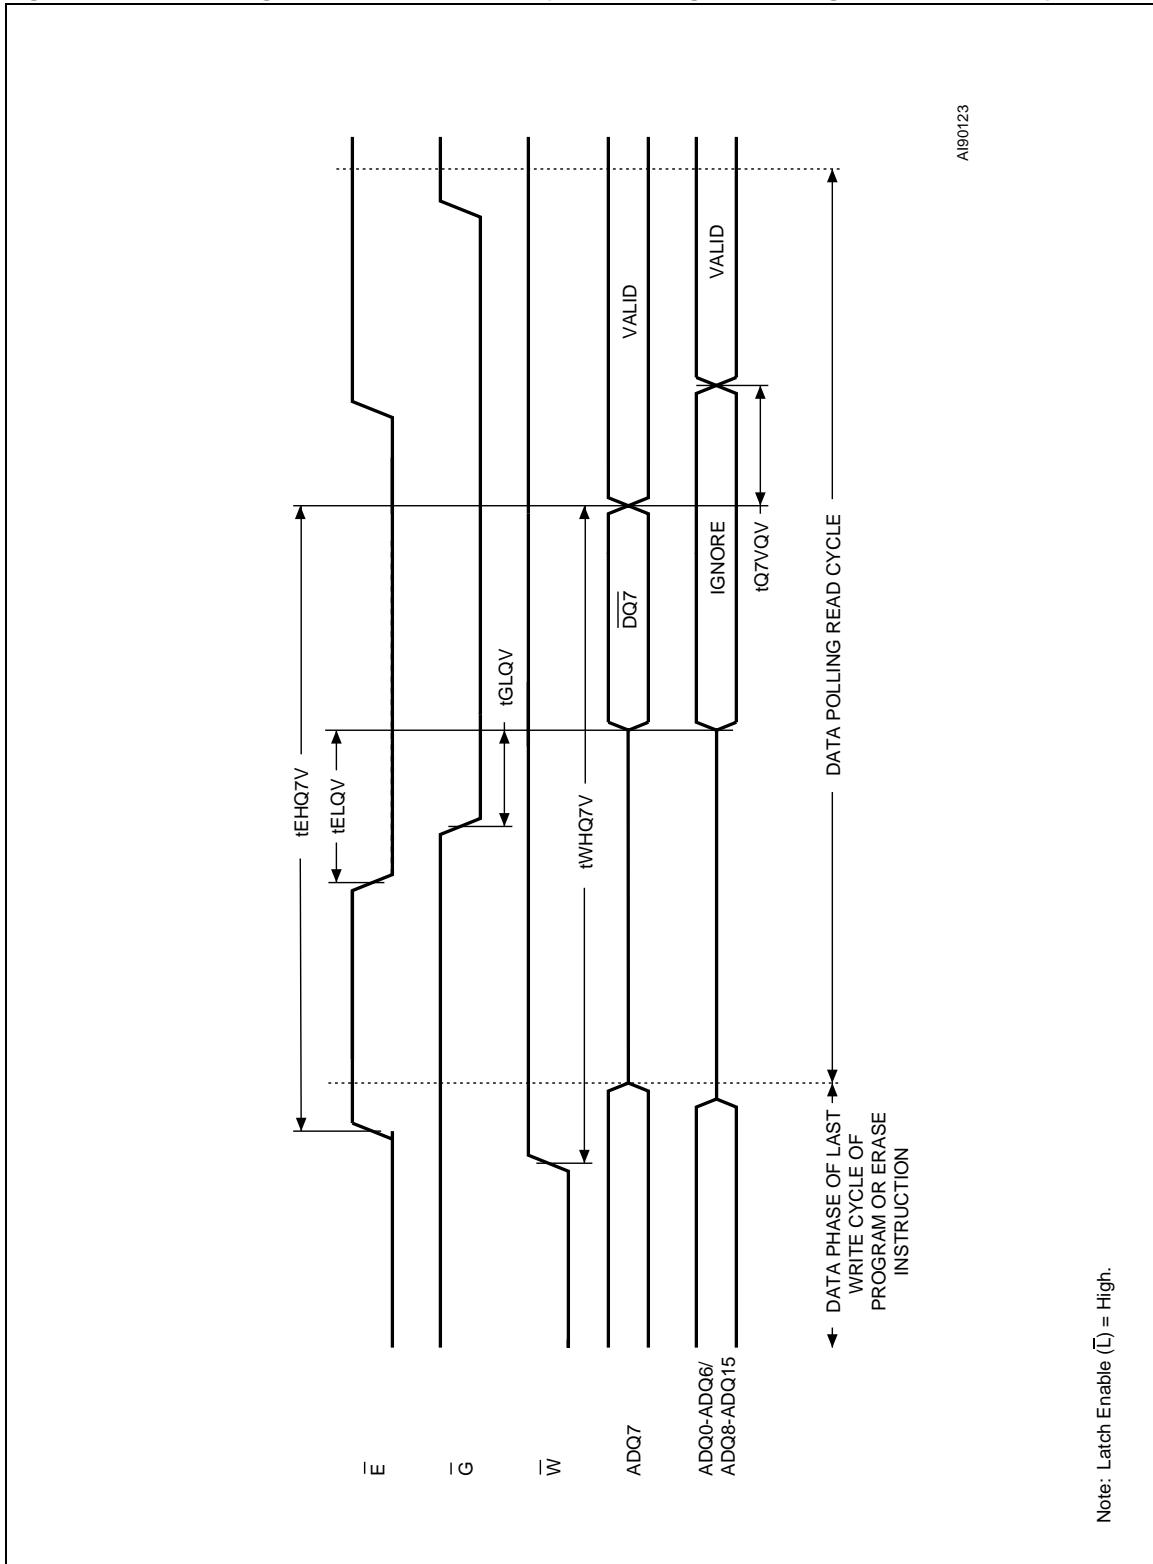 AI90123
tEHQ7V
tELQV
tGLQV
tWHQ7V
E
G
W
ADQ7
DQ7
VALID
ADQ0-ADQ6/
ADQ8-ADQ15
IGNORE
VALID
tQ7VQV
DATA PHASE OF LAST
WRITE CYCLE OF
PROGRAM OR ERASE
INSTRUCTION
DATA POLLING READ CYCLE
Note: Latch Enable (L̅) = High.